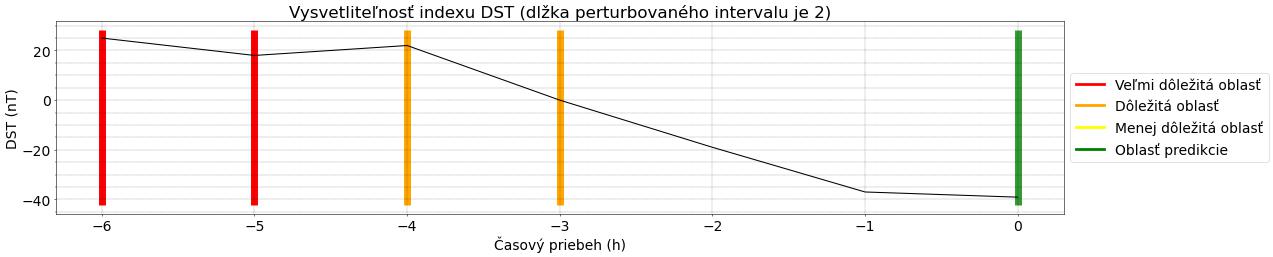 Vysvetliteľnosť indexu DST (dĺžka perturbovaného intervalu je 2)
DST (nT)
20
0
−20
−40
−6 −5 −4 −3 −2 −1 0
Časový priebeh (h)
Veľmi dôležitá oblasť
Dôležitá oblasť
Menej dôležitá oblasť
Oblasť predikcie